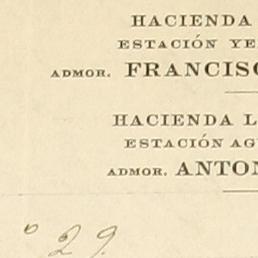 HACIENDA
ESTACIÓN YE
ADMOR. FRANCISC
HACIENDA L
ESTACIÓN AG
ADMOR. ANTON
º 29.